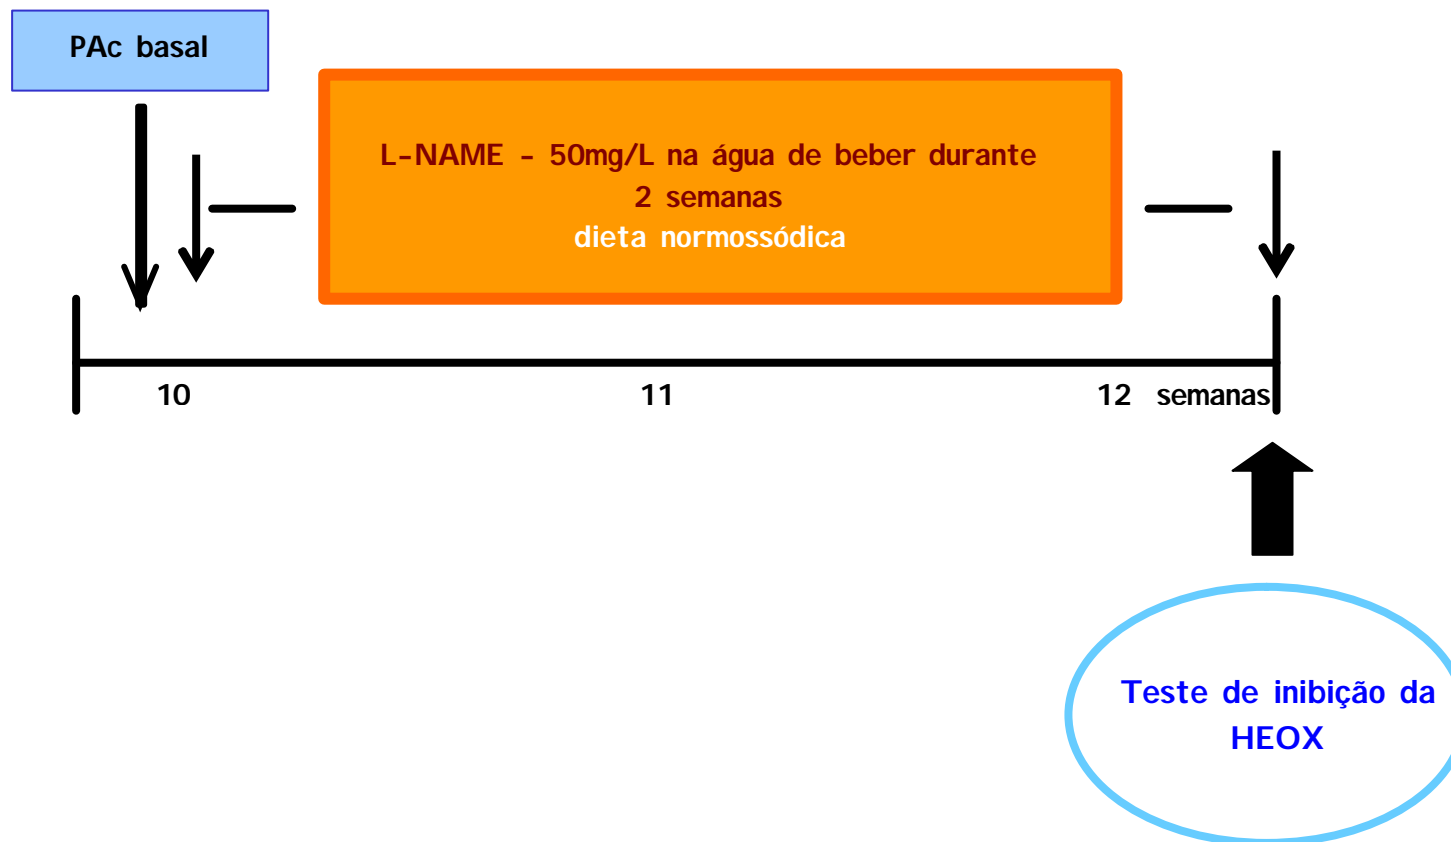 PAc basal
L-NAME - 50mg/L na água de beber durante
2 semanas
dieta normossódica
10 11 12 semanas
Teste de inibição da
HEOX